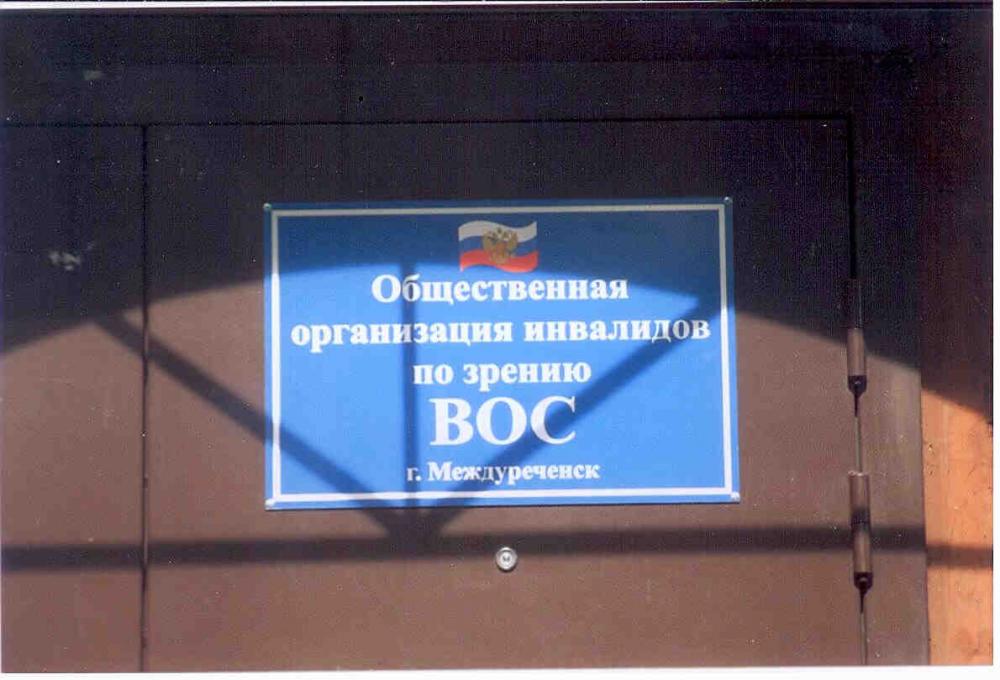 Общественная
организация инвалидов
по зрению
ВОС
г. Междуреченск